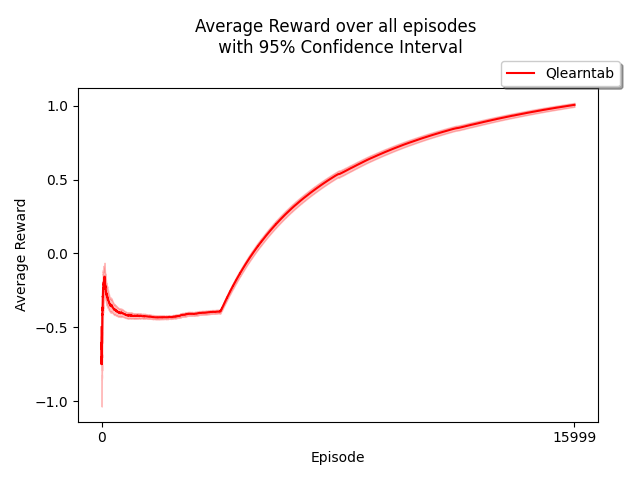 Average Reward over all episodes
with 95% Confidence Interval
Qlearntab
1.0
0.5
0.0
−0.5
−1.0
Average Reward
0
15999
Episode